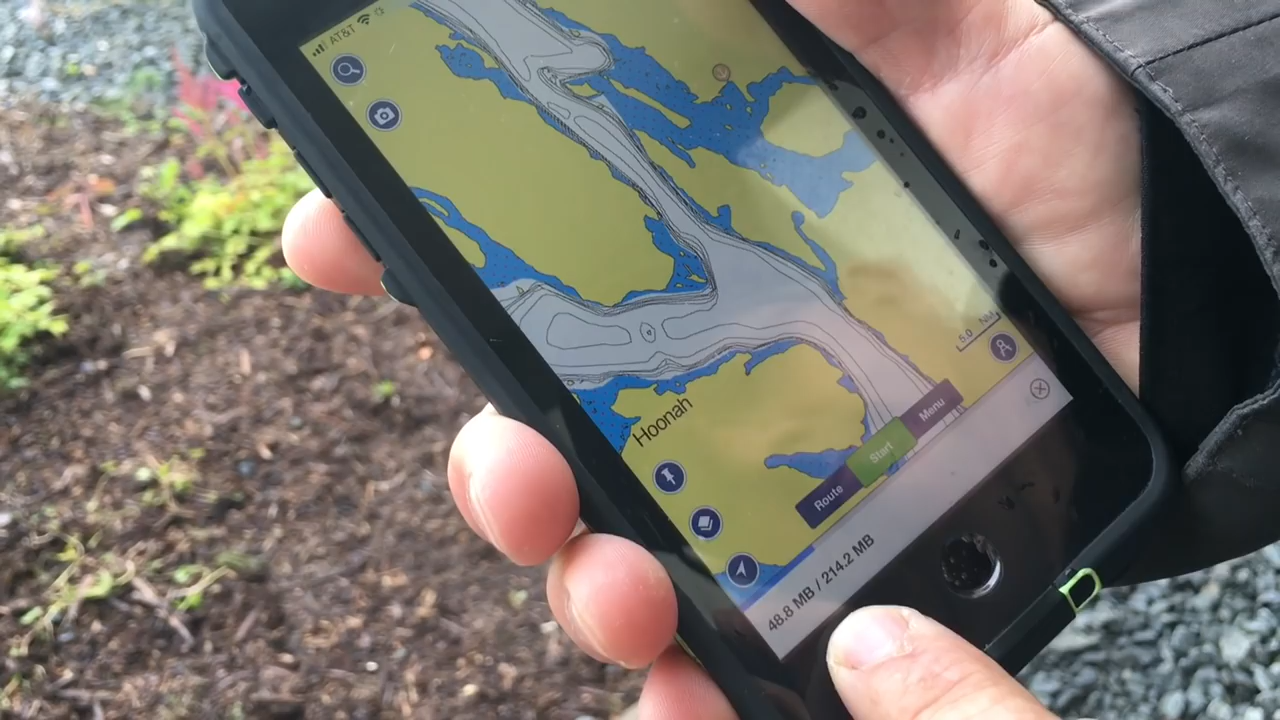 AT&T
5.0 NM
Hoonah
Menu
Start
Route
48.8 MB / 214.2 MB